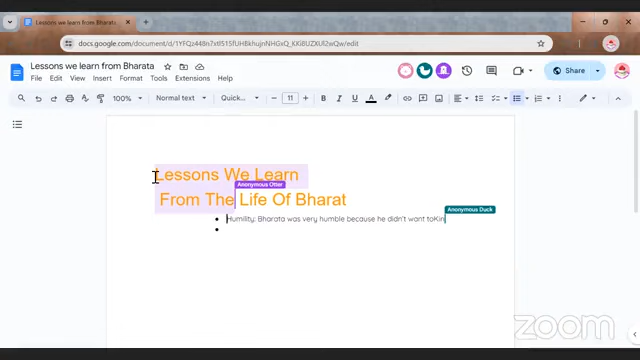 Lessons we learn from Bharata.
docs.google.com/document/d/1YFQz448n7xtl515fUHBkhujnNHGxQ_KKiBUZXUl2wQw/edit
Lessons we learn from Bharata
File Edit View Insert Format Tools Extensions Help
Share
100% Normal text Quick... 11 B I U A
Lessons We Learn
Anonymous Otter
From The Life Of Bharat
Anonymous Duck
Humility: Bharata was very humble because he didn't want toKin
zoom